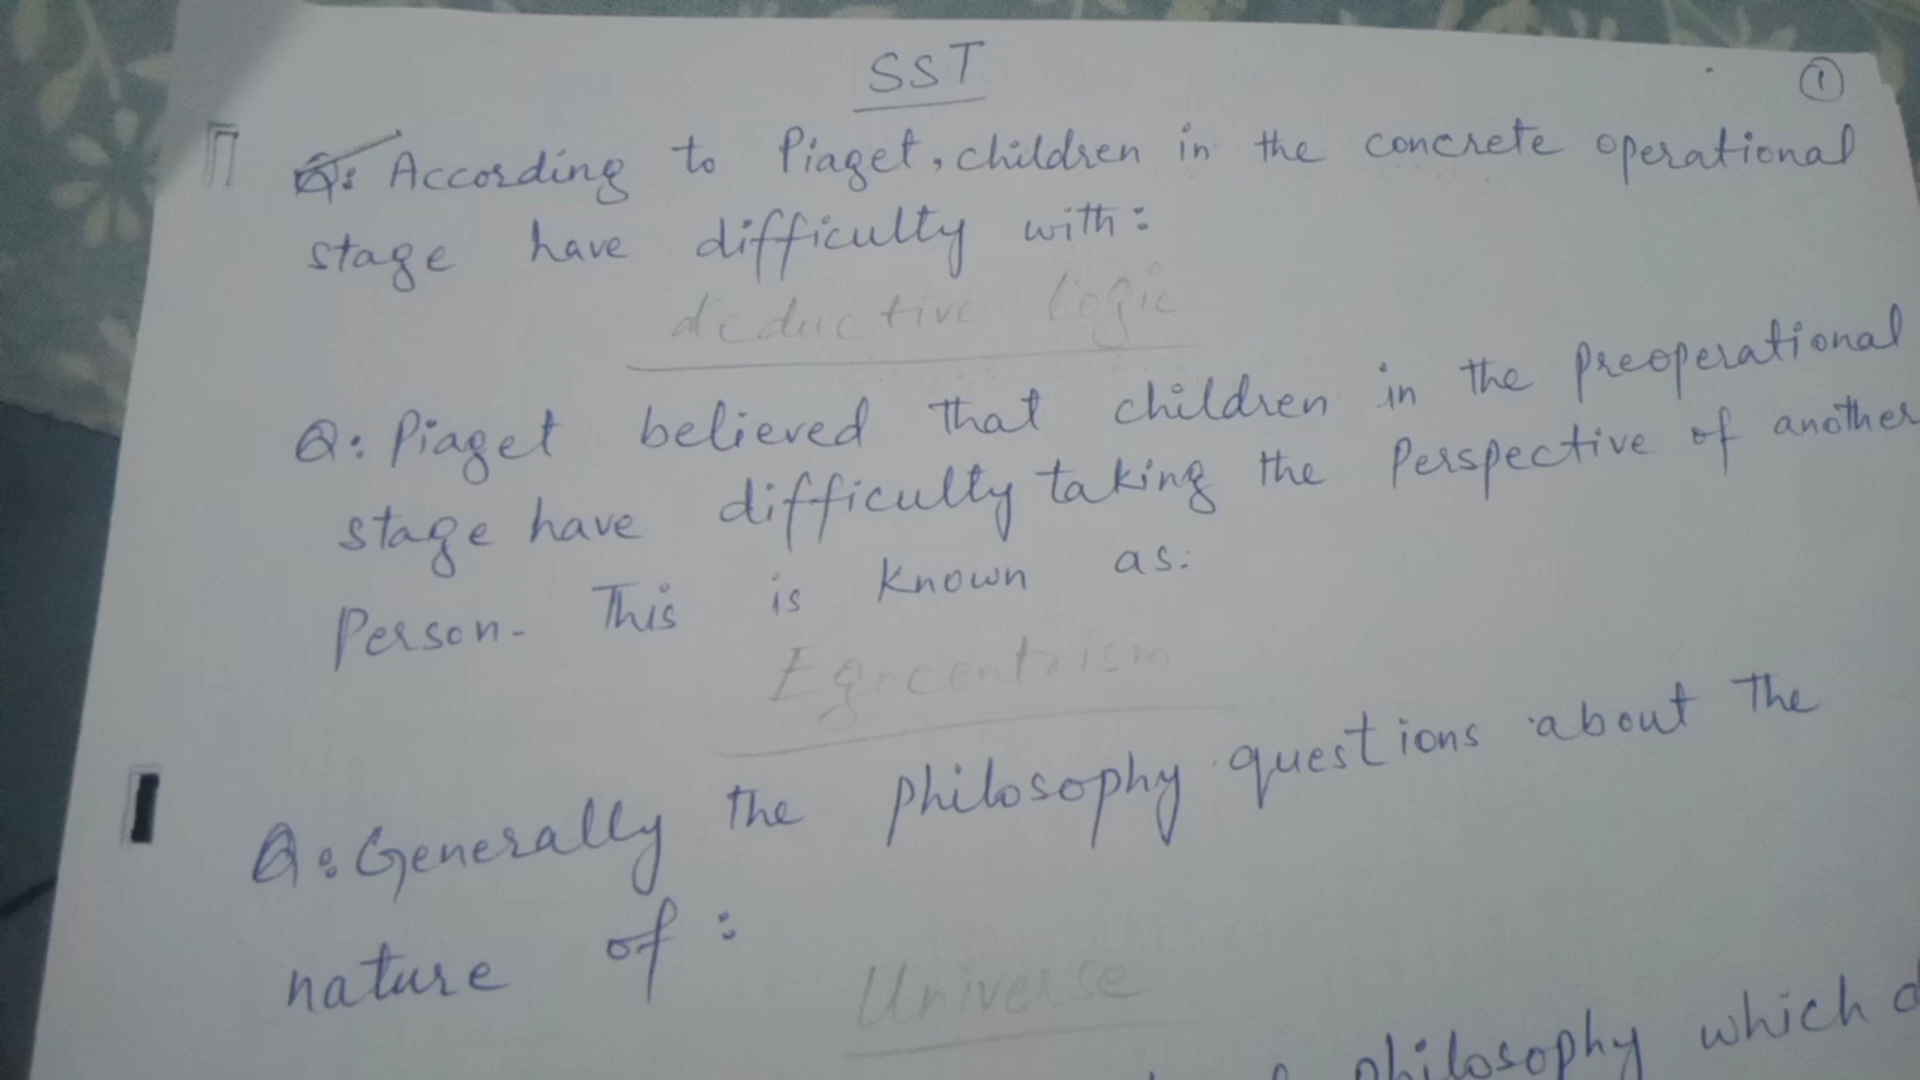 SST
1
Q: According to Piaget, children in the concrete operational
stage have difficulty with:
deductive logic
Q: Piaget believed that children in the preoperational
stage have difficulty taking the Perspective of another
Person. This is known as:
Egocentrism
Q: Generally the philosophy questions about the
nature of:
Universe
philosophy which